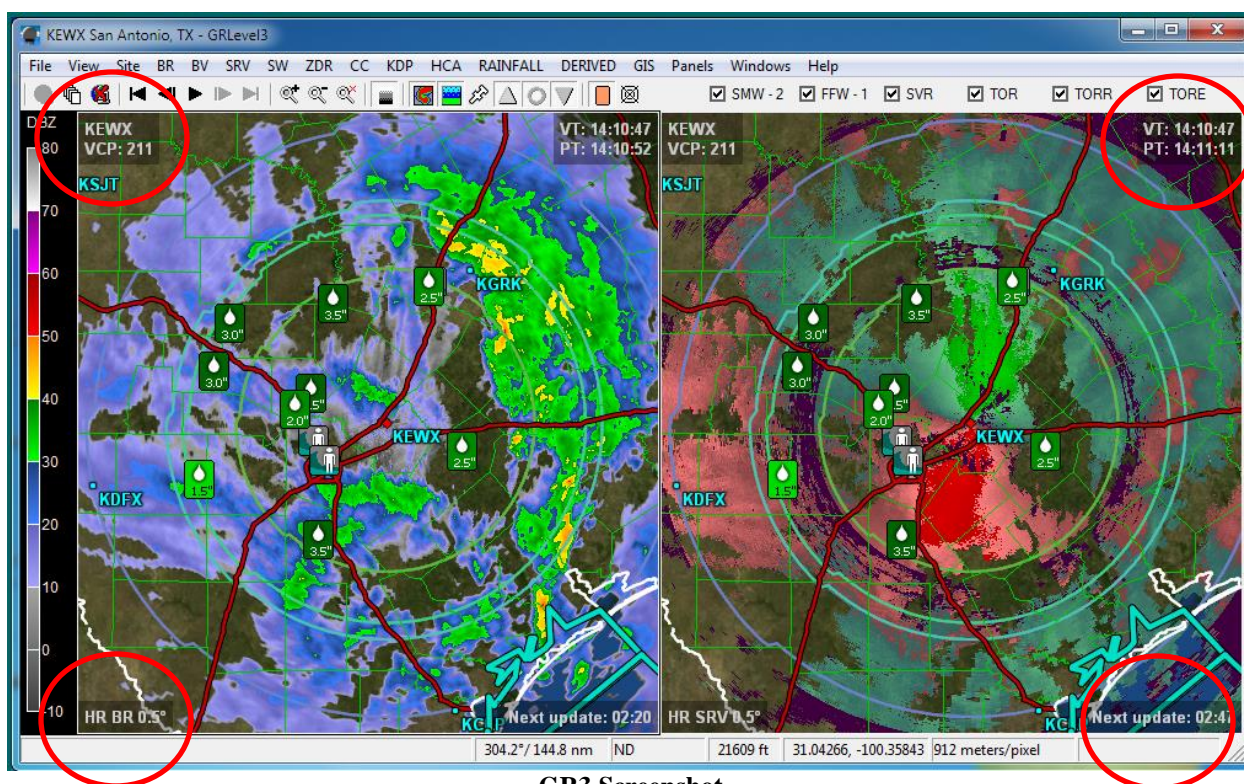 KEWX San Antonio, TX - GRLevel3
File View Site BR BV SRV SW ZDR CC KDP HCA RAINFALL DERIVED GIS Panels Windows Help
SMW - 2 FFW - 1 SVR TOR TORR TORE
DBZ
80
70
60
50
40
30
20
10
0
-10
KEWX
VCP: 211
VT: 14:10:47
PT: 14:10:52
KSJT
KGRK
2.5"
3.5"
3.0"
3.0"
2.0"
KEWX
2.5"
1.5"
KDFX
3.5"
HR BR 0.5°
Next update: 02:20
KEWX
VCP: 211
VT: 14:10:47
PT: 14:11:11
KSJT
KGRK
2.5"
3.5"
3.0"
3.0"
2.0"
KEWX
2.5"
1.5"
KDFX
3.5"
HR SRV 0.5°
Next update: 02:47
304.2°/ 144.8 nm ND 21609 ft 31.04266, -100.35843 912 meters/pixel